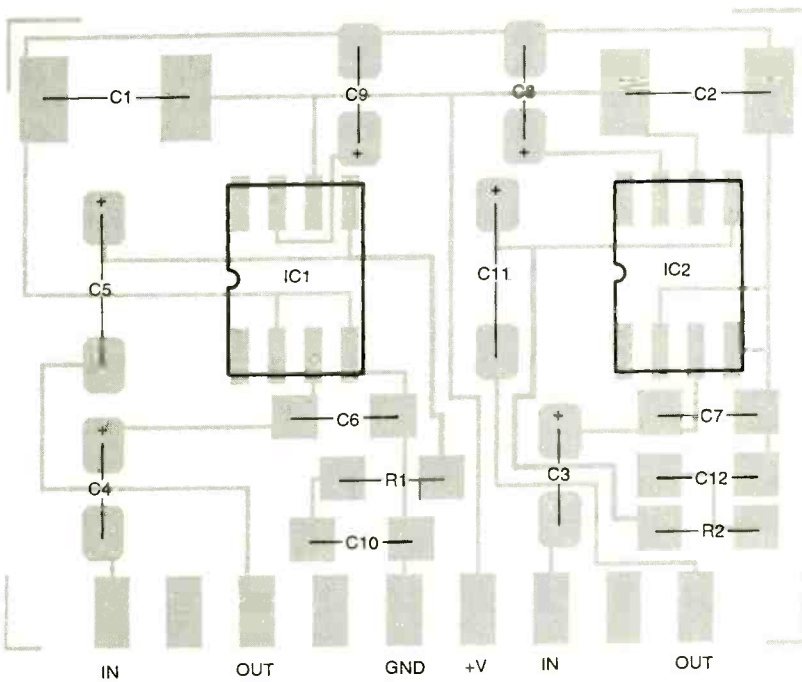 C1
C9
C8
C2
+
+
+
+
C5
IC1
C11
IC2
+
+
C6
C7
C4
R1
C3
C12
C10
R2
IN
OUT
GND
+V
IN
OUT